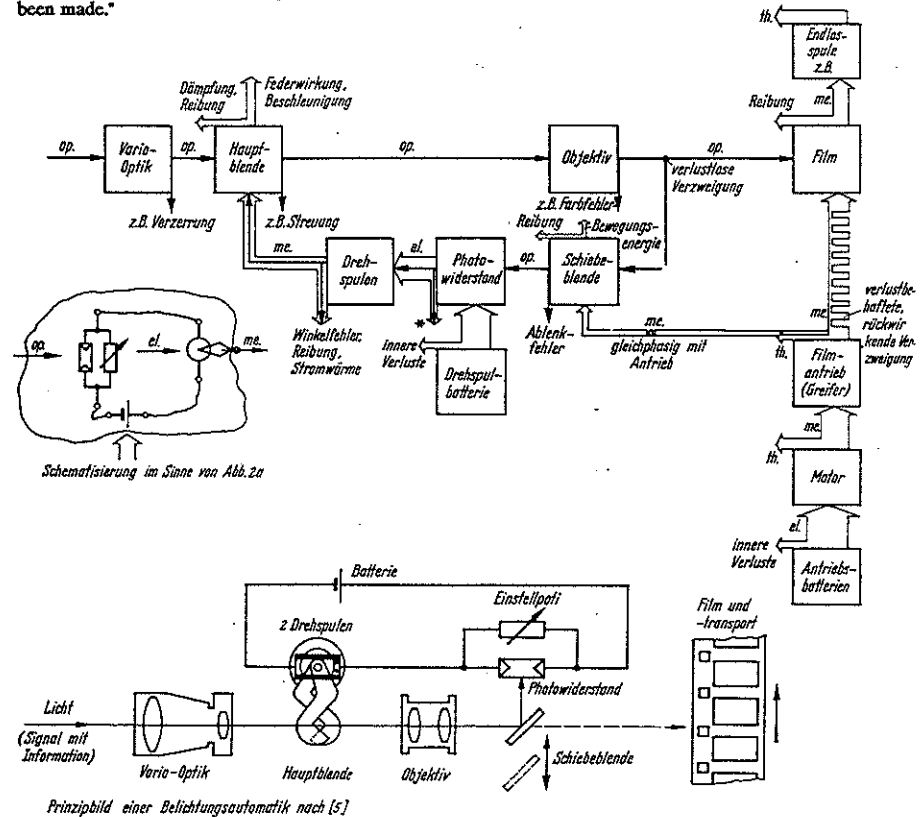 been made."
th.
Endlos-
spule
z.B.
Dämpfung,
Reibung
Federwirkung,
Beschleunigung
Reibung
me.
op.
Vario-
Optik
op.
Haupt-
blende
op.
Objektiv
op.
verlustlose
Verzweigung
Film
z.B. Verzerrung
z.B. Streuung
z.B. Farbfehler
Reibung
Bewegungs-
energie
me.
Dreh-
spulen
el.
Photo-
widerstand
op.
Schiebe-
blende
*
Winkelfehler,
Reibung,
Stromwärme
innere
Verluste
Drehspul-
batterie
Ablenk-
fehler
me.
gleichphasig mit
Antrieb
me.
th.
verlustbe-
haftete,
rückwir
kende Ver-
zweigung
Film-
antrieb
(Greifer)
op.
el.
me.
Schematisierung im Sinne von Abb. 2a
me.
th.
Motor
el.
innere
Verluste
Antriebs-
batterien
Batterie
2 Drehspulen
Einstellpoti
Film und
-transport
Photowiderstand
Licht
(Signal mit
Information)
Vario-Optik
Hauptblende
Objektiv
Schiebeblende
Prinzipbild einer Belichtungsautomatik nach [5]